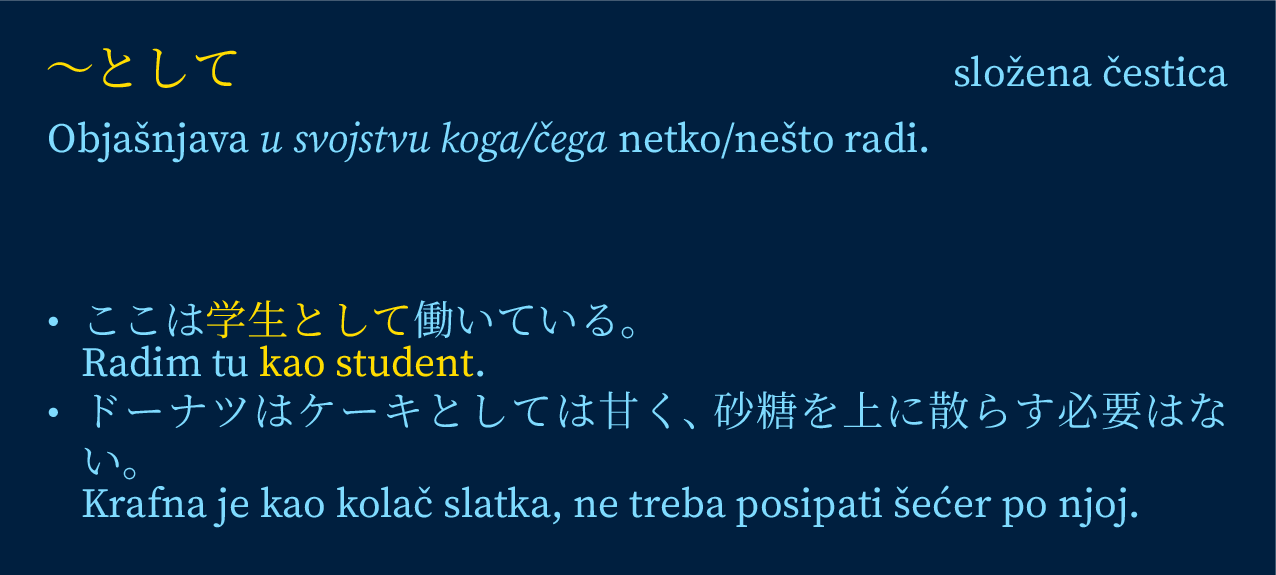 〜として
složena čestica
Objašnjava u svojstvu koga/čega netko/nešto radi.
• ここは学生として働いている。
Radim tu kao student.
• ドーナツはケーキとしては甘く、砂糖を上に散らす必要はな
い。
Krafna je kao kolač slatka, ne treba posipati šećer po njoj.